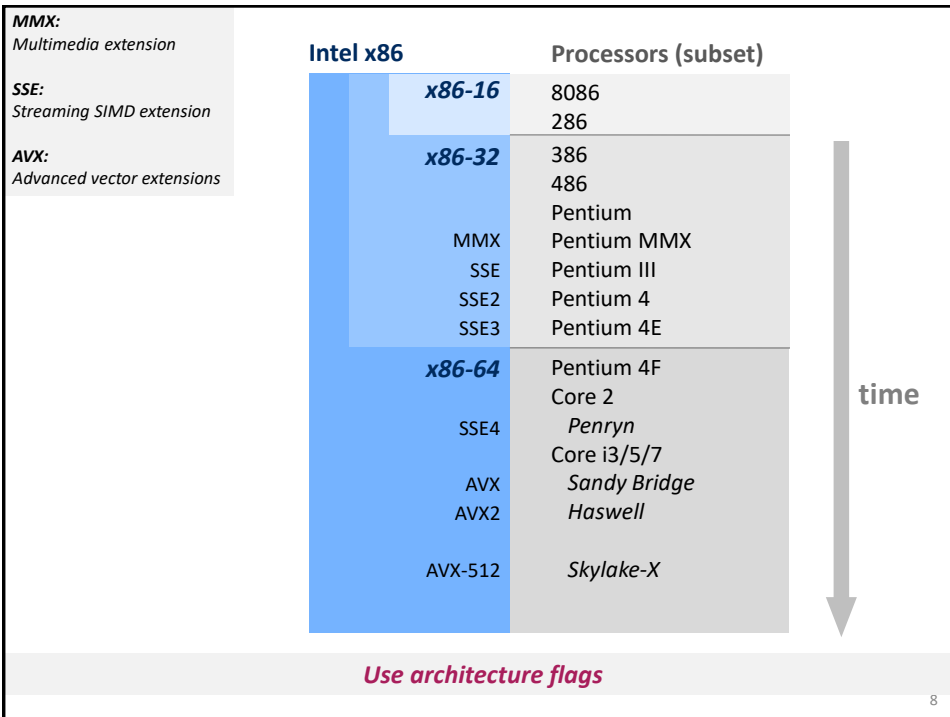 MMX:
Multimedia extension
SSE:
Streaming SIMD extension
AVX:
Advanced vector extensions
Intel x86 Processors (subset)
x86-16 8086
286
x86-32 386
486
Pentium
MMX Pentium MMX
SSE Pentium III
SSE2 Pentium 4
SSE3 Pentium 4E
x86-64 Pentium 4F
Core 2
SSE4 Penryn
Core i3/5/7
AVX Sandy Bridge
AVX2 Haswell
AVX-512 Skylake-X
time
Use architecture flags
8